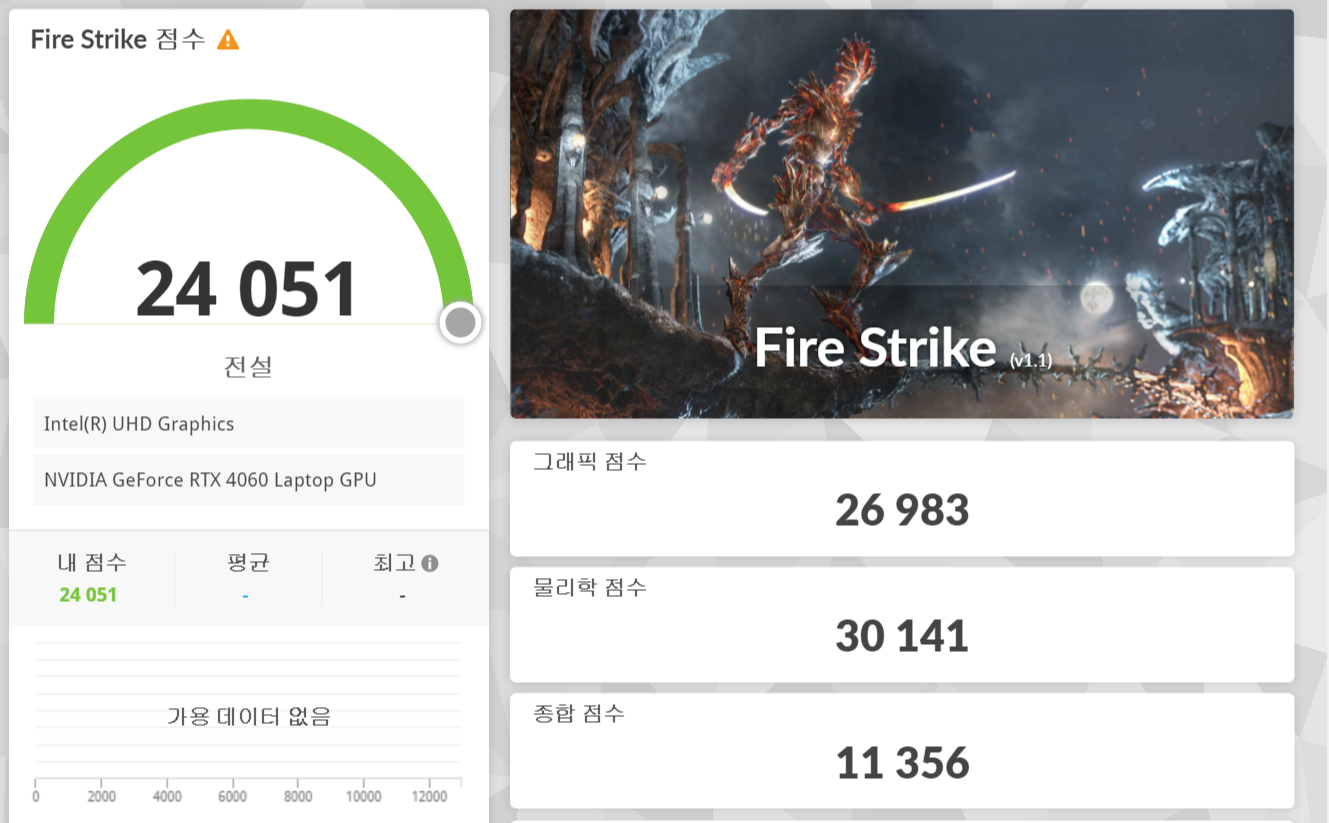 Fire Strike 점수
24 051
전설
Intel(R) UHD Graphics
NVIDIA GeForce RTX 4060 Laptop GPU
내 점수 평균 최고
24 051 - -
가용 데이터 없음
0 2000 4000 6000 8000 10000 12000
Fire Strike (v1.1)
그래픽 점수
26 983
물리학 점수
30 141
종합 점수
11 356